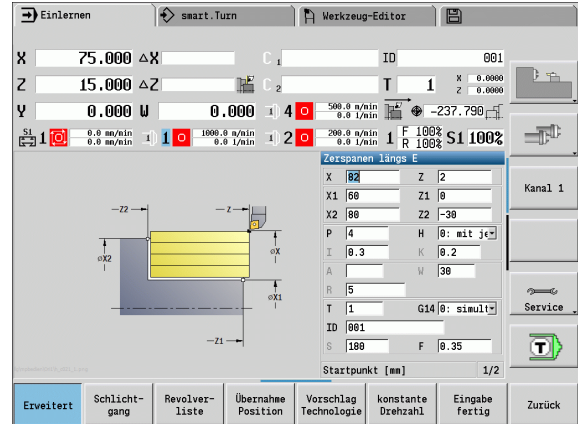 Einlernen smart.Turn Werkzeug-Editor
X 75.000 △X C 1 ID 001
Z 15.000 △Z C 2 T 1 X 0.0000 Z 0.0000
Y 0.000 U 0.000 4 500.0 m/min 0.0 1/min -237.790
S1 1 0.0 mm/min 0.0 mm/min 1 1000.0 m/min 0.0 1/min 2 200.0 m/min 0.0 1/min 1 F 100% R 100% S1 100%
Zerspanen längs E
X 82 Z 2
X1 60 Z1 0
X2 80 Z2 -30
P 4 H 0: mit je
I 0.3 K 0.2
A W 30
R 5
T 1 G14 0: simult
ID 001
S 180 F 0.35
Startpunkt [mm] 1/2
Z2
Z
øX2
øX
øX1
Z1
Kanal 1
Service
T
Erweitert
Schlicht-
gang
Revolver-
liste
Übernahme
Position
Vorschlag
Technologie
konstante
Drehzahl
Eingabe
fertig
Zurück